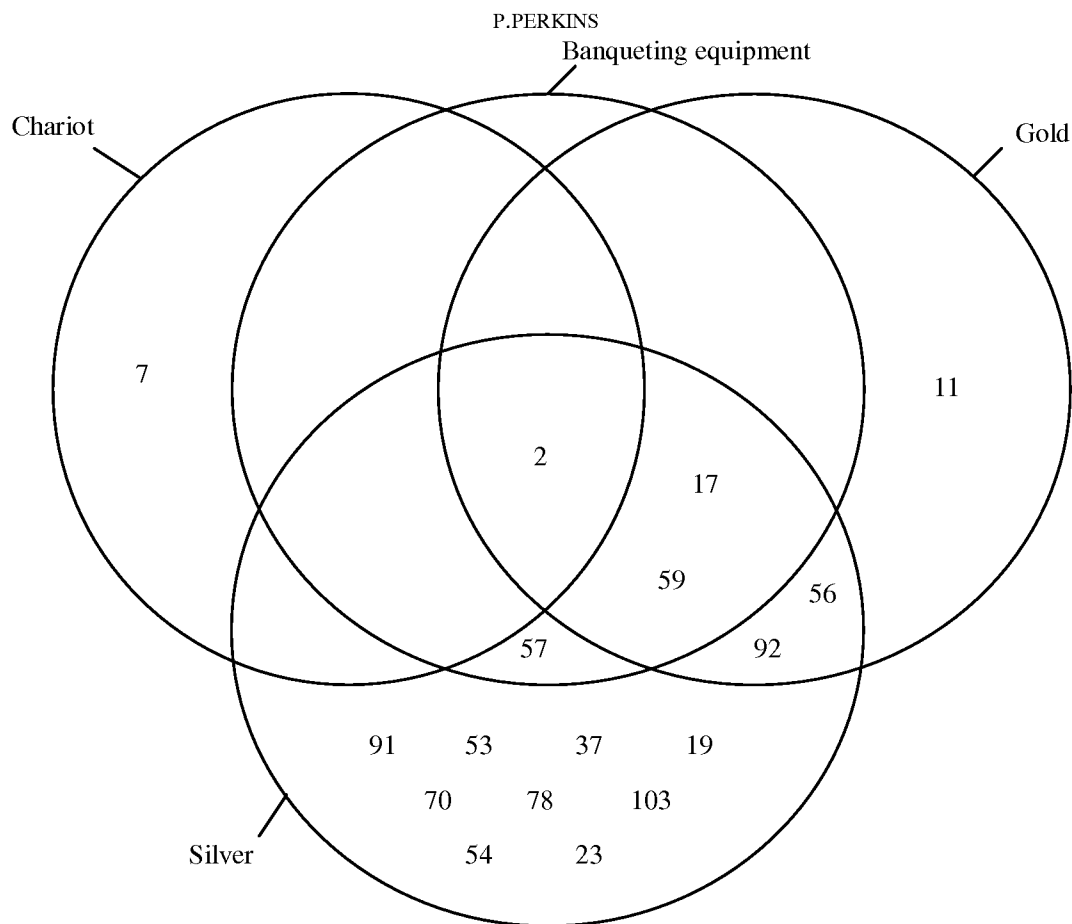 P.PERKINS
Banqueting equipment
Chariot
Gold
7
11
2
17
59
56
57
92
91 53 37 19
70 78 103
Silver
54 23